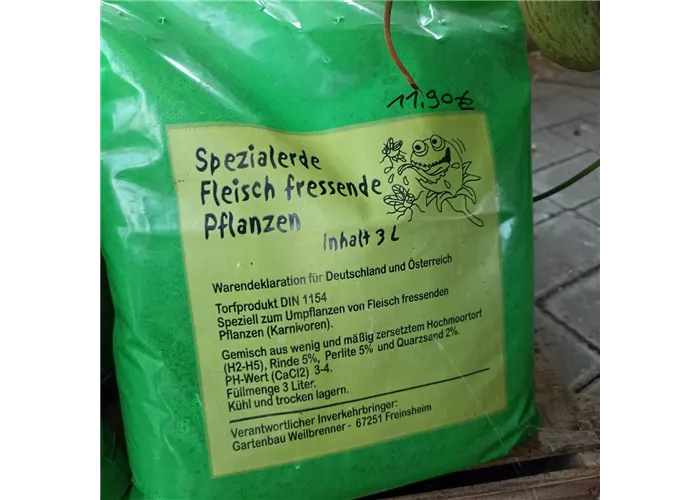 11,90€
Spezialerde
Fleisch fressende
Pflanzen
Inhalt 3 L
Warendeklaration für Deutschland und Österreich
Torfprodukt DIN 1154
Speziell zum Umpflanzen von Fleisch fressenden
Pflanzen (Karnivoren).
Gemisch aus wenig und mäßig zersetztem Hochmoortorf
(H2-H5), Rinde 5%, Perlite 5% und Quarzsand 2%.
PH-Wert (CaCl2) 3-4.
Füllmenge 3 Liter.
Kühl und trocken lagern.
Verantwortlicher Inverkehrbringer:
Gartenbau Weilbrenner - 67251 Freinsheim